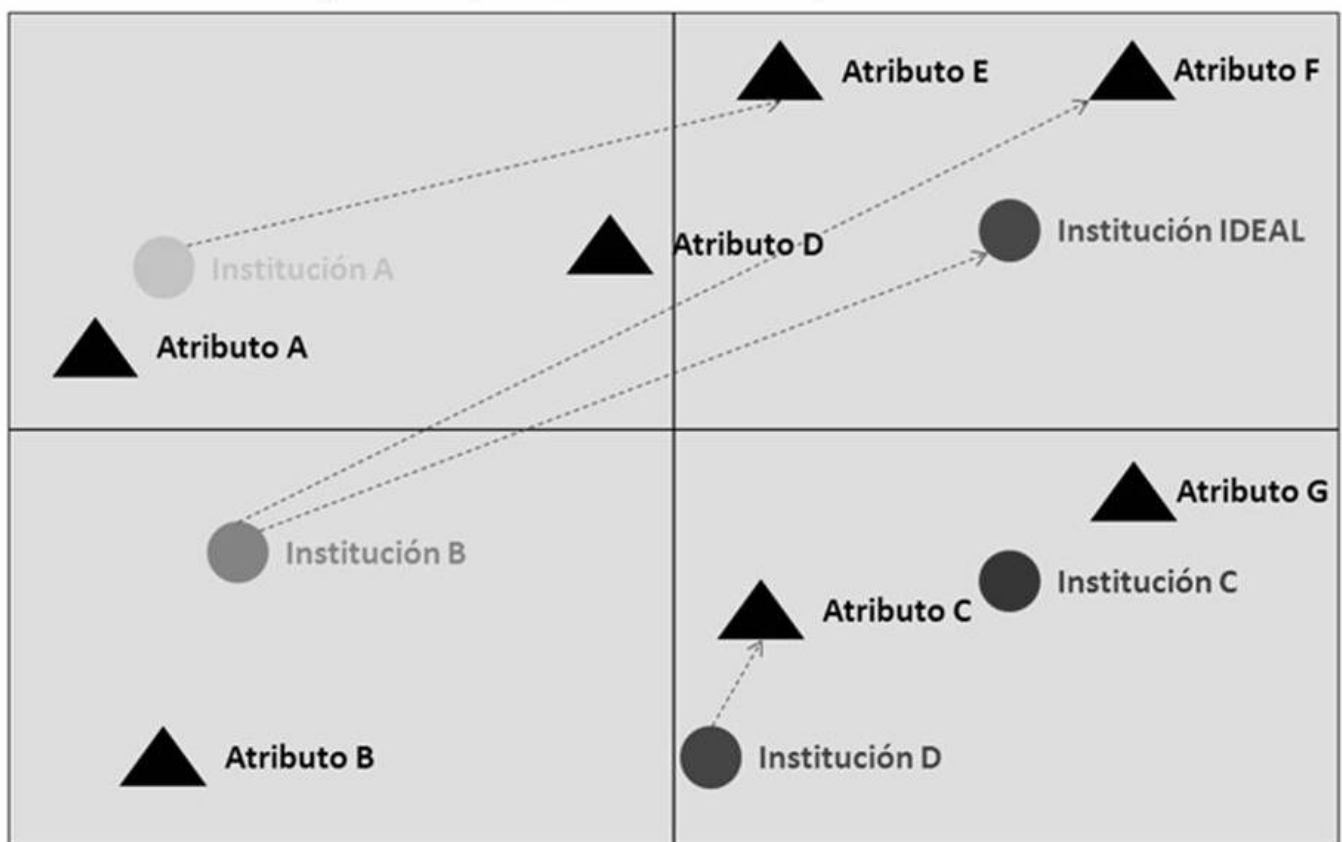 Atributo E
Atributo F
Atributo D
Institución IDEAL
Institución A
Atributo A
Atributo G
Institución B
Institución C
Atributo C
Atributo B
Institución D